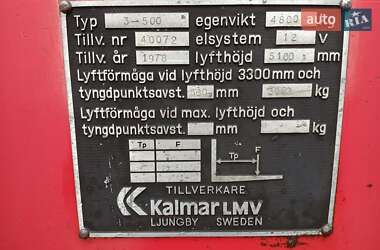 auto RIA
Typ 3-500 egenvikt 4800
Tillv. nr 40072 elsystem 12 V
Tillv. år 1978 lyfthöjd 5100
Lyftförmåga vid lyfthöjd 3300 mm och
tyngdpunktsavst. mm kg
Lyftförmåga vid max. lyfthöjd och
tyngdpunktsavst. mm kg
Tp F
Tp F
TILLVERKARE
Kalmar LMV
LJUNGBY SWEDEN